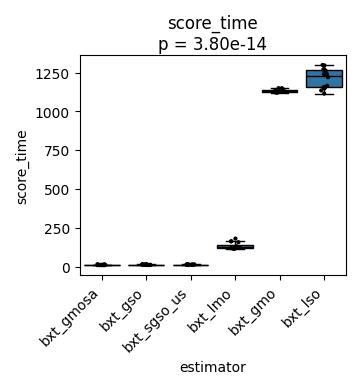 score_time
p = 3.80e-14
score_time
1250
1000
750
500
250
0
bxt_gmosa
bxt_gso
bxt_sgso_us
bxt_lmo
bxt_gmo
bxt_lso
estimator